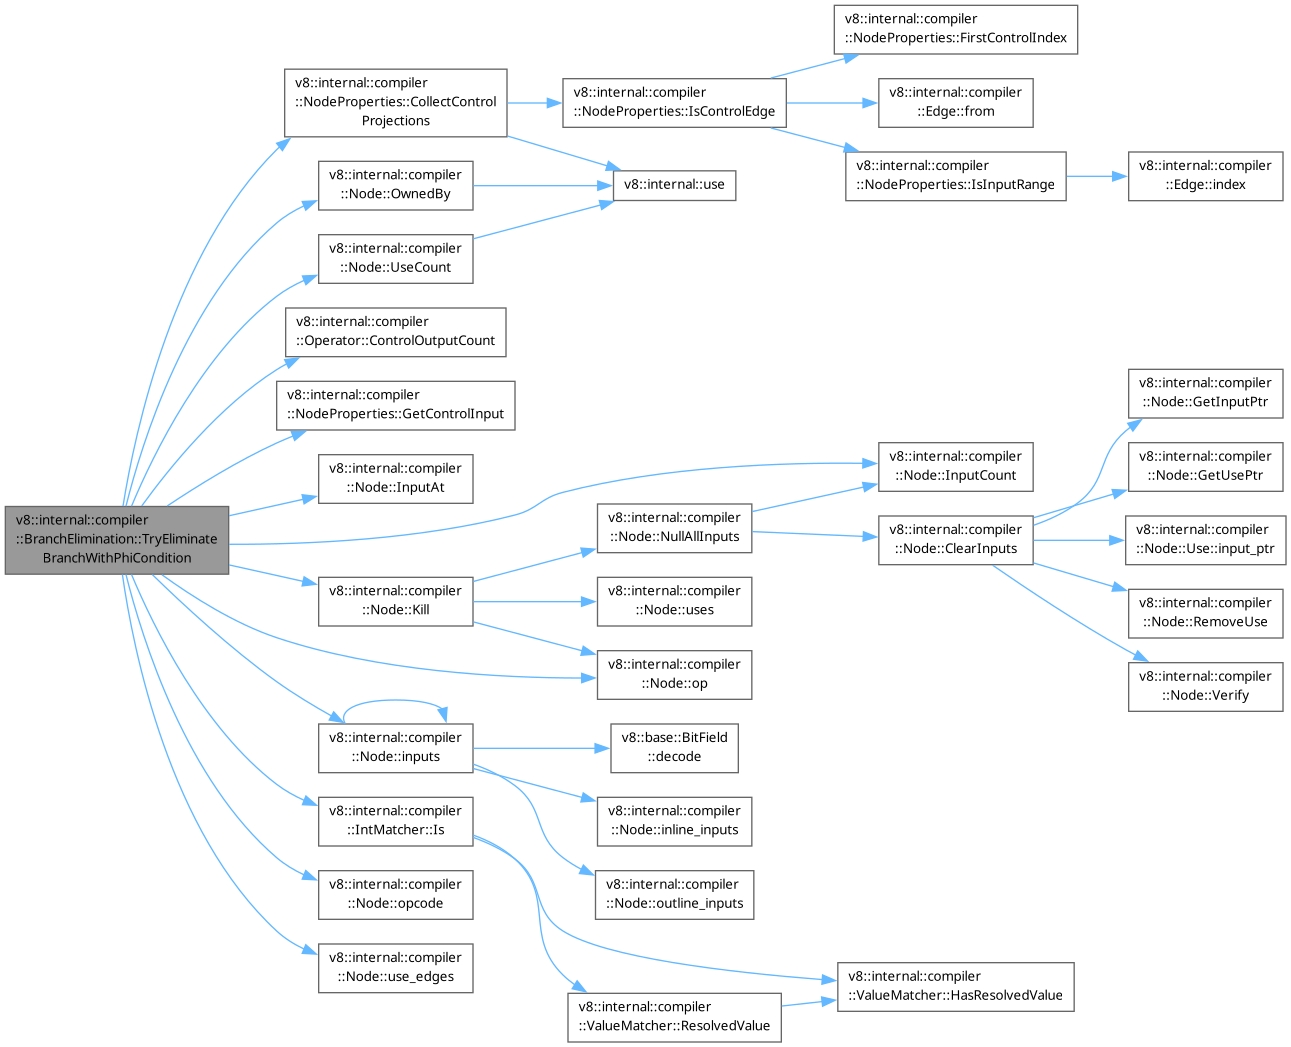 v8::internal::compiler
::BranchElimination::TryEliminate
BranchWithPhiCondition
v8::internal::compiler
::NodeProperties::CollectControl
Projections
v8::internal::compiler
::Node::OwnedBy
v8::internal::compiler
::Node::UseCount
v8::internal::compiler
::Operator::ControlOutputCount
v8::internal::compiler
::NodeProperties::GetControlInput
v8::internal::compiler
::Node::InputAt
v8::internal::compiler
::Node::Kill
v8::internal::compiler
::Node::inputs
v8::internal::compiler
::IntMatcher::Is
v8::internal::compiler
::Node::opcode
v8::internal::compiler
::Node::use_edges
v8::internal::compiler
::NodeProperties::IsControlEdge
v8::internal::use
v8::internal::compiler
::Node::NullAllInputs
v8::internal::compiler
::Node::uses
v8::internal::compiler
::Node::op
v8::base::BitField
::decode
v8::internal::compiler
::Node::inline_inputs
v8::internal::compiler
::Node::outline_inputs
v8::internal::compiler
::ValueMatcher::ResolvedValue
v8::internal::compiler
::NodeProperties::FirstControlIndex
v8::internal::compiler
::Edge::from
v8::internal::compiler
::NodeProperties::IsInputRange
v8::internal::compiler
::Node::InputCount
v8::internal::compiler
::Node::ClearInputs
v8::internal::compiler
::ValueMatcher::HasResolvedValue
v8::internal::compiler
::Edge::index
v8::internal::compiler
::Node::GetInputPtr
v8::internal::compiler
::Node::GetUsePtr
v8::internal::compiler
::Node::Use::input_ptr
v8::internal::compiler
::Node::RemoveUse
v8::internal::compiler
::Node::Verify